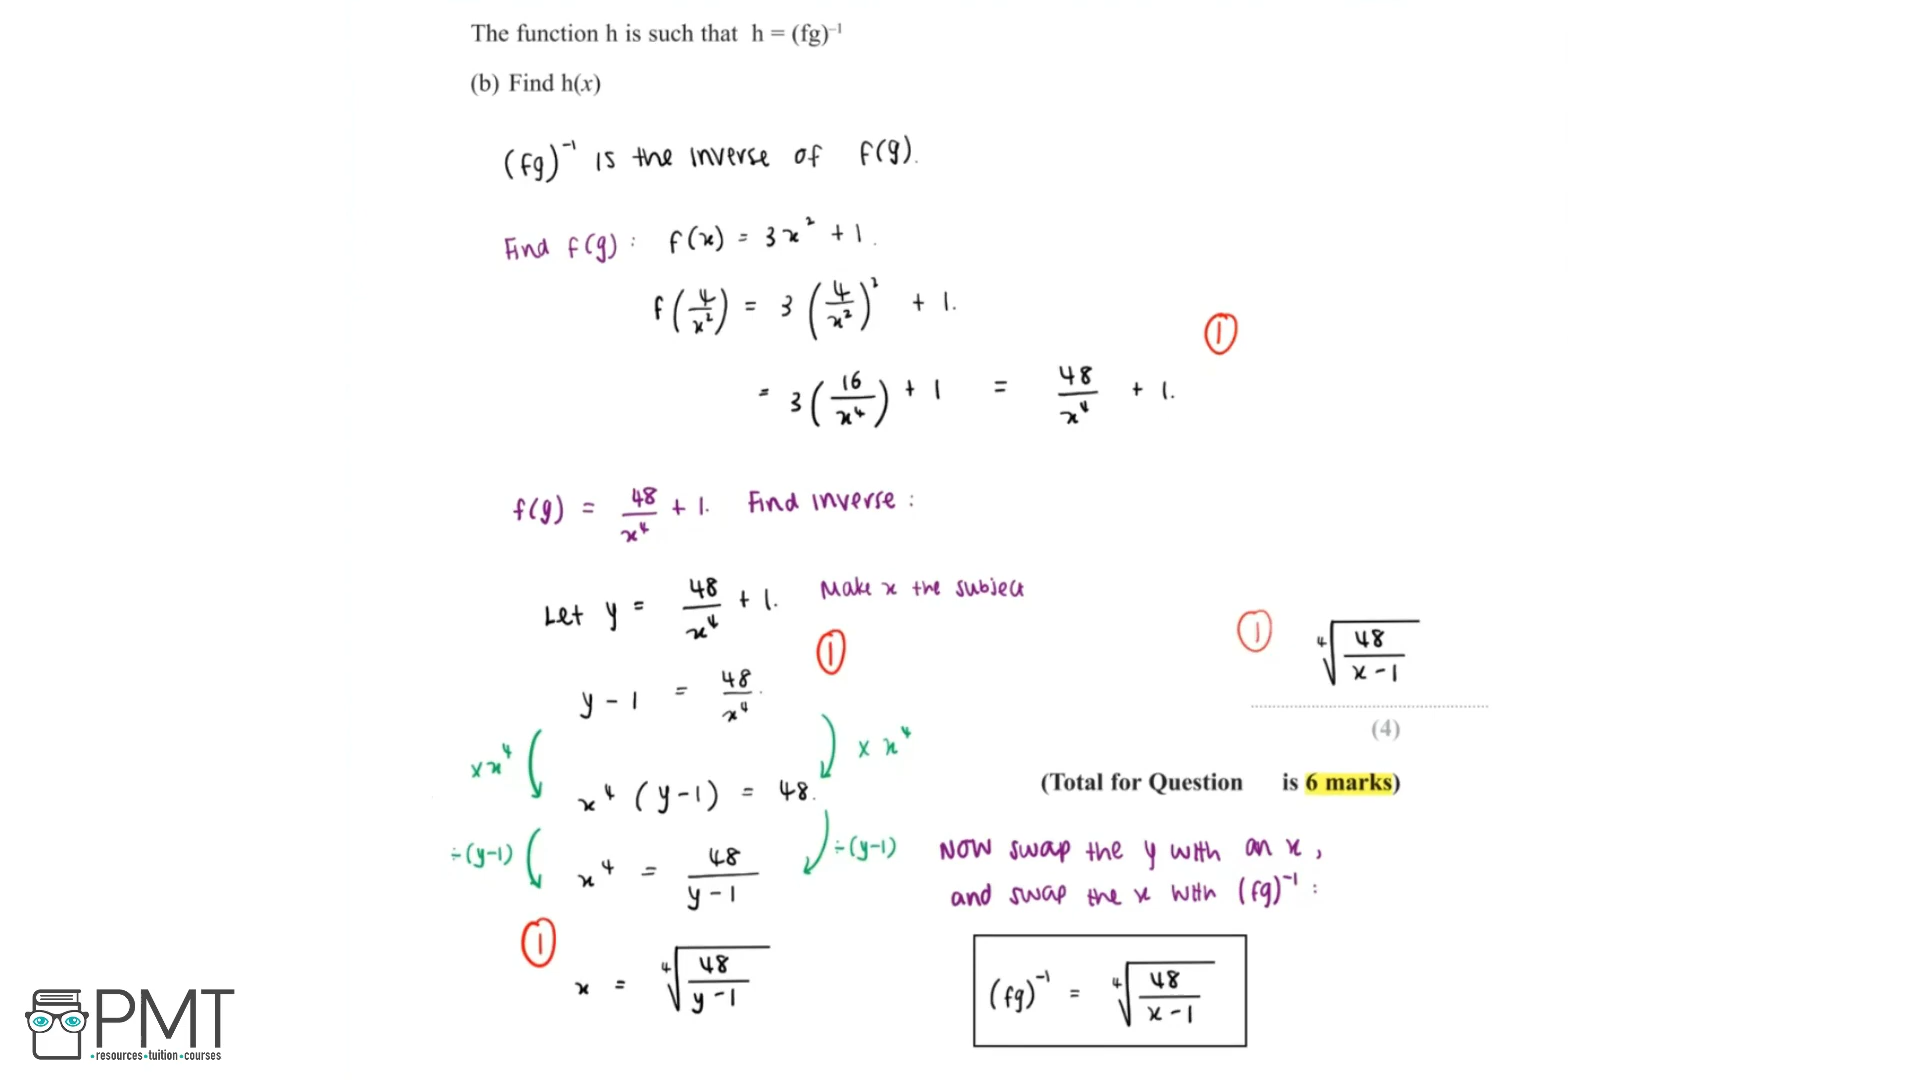 The function h is such that h = (fg)⁻¹
(b) Find h(x)
(fg)⁻¹ is the inverse of f(g).
Find f(g) : f(x) = 3x² + 1.
f(4/x²) = 3(4/x²)² + 1.
= 3(16/x⁴) + 1 = 48/x⁴ + 1.
①
f(g) = 48/x⁴ + 1. Find inverse :
Let y = 48/x⁴ + 1. Make x the subject
①
y - 1 = 48/x⁴.
×x⁴ × x⁴
x⁴ (y-1) = 48.
÷(y-1) ÷(y-1)
x⁴ = 48/(y-1)
①
x = ⁴√(48/(y-1))
① ⁴√(48/(x-1))
(4)
(Total for Question is 6 marks)
Now swap the y with an x,
and swap the x with (fg)⁻¹ :
(fg)⁻¹ = ⁴√(48/(x-1))
PMT
•resources•tuition•courses